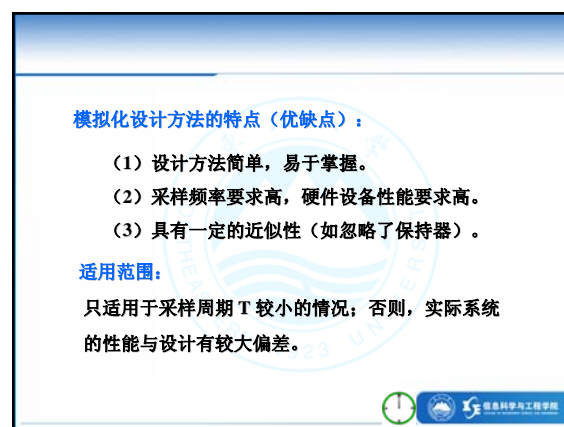 模拟化设计方法的特点（优缺点）：
（1）设计方法简单，易于掌握。
（2）采样频率要求高，硬件设备性能要求高。
（3）具有一定的近似性（如忽略了保持器）。
适用范围：
只适用于采样周期 T 较小的情况；否则，实际系统
的性能与设计有较大偏差。
信息科学与工程学院